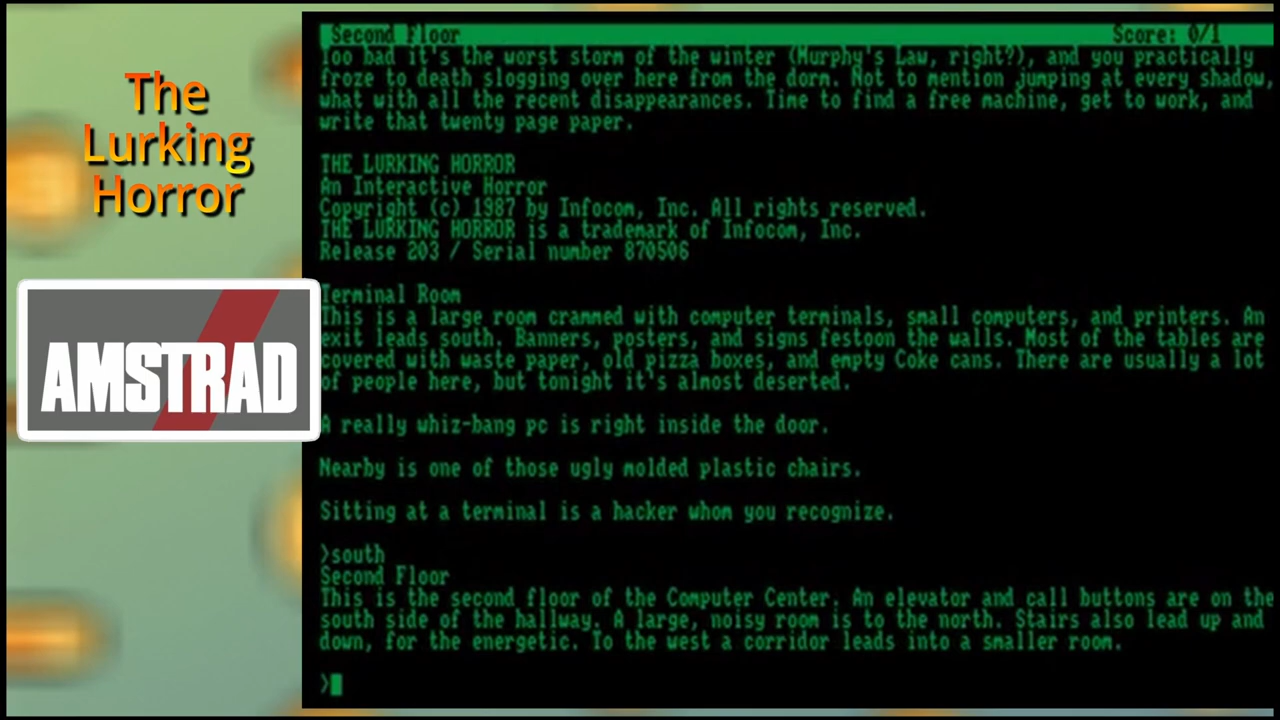 The
Lurking
Horror
AMSTRAD
Second Floor Score: 0/1
Too bad it's the worst storm of the winter (Murphy's Law, right?), and you practically
froze to death slogging over here from the dorm. Not to mention jumping at every shadow,
what with all the recent disappearances. Time to find a free machine, get to work, and
write that twenty page paper.
THE LURKING HORROR
An Interactive Horror
Copyright (c) 1987 by Infocom, Inc. All rights reserved.
THE LURKING HORROR is a trademark of Infocom, Inc.
Release 203 / Serial number 870506
Terminal Room
This is a large room crammed with computer terminals, small computers, and printers. An
exit leads south. Banners, posters, and signs festoon the walls. Most of the tables are
covered with waste paper, old pizza boxes, and empty Coke cans. There are usually a lot
of people here, but tonight it's almost deserted.
A really whiz-bang pc is right inside the door.
Nearby is one of those ugly molded plastic chairs.
Sitting at a terminal is a hacker whom you recognize.
>south
Second Floor
This is the second floor of the Computer Center. An elevator and call buttons are on the
south side of the hallway. A large, noisy room is to the north. Stairs also lead up and
down, for the energetic. To the west a corridor leads into a smaller room.
>